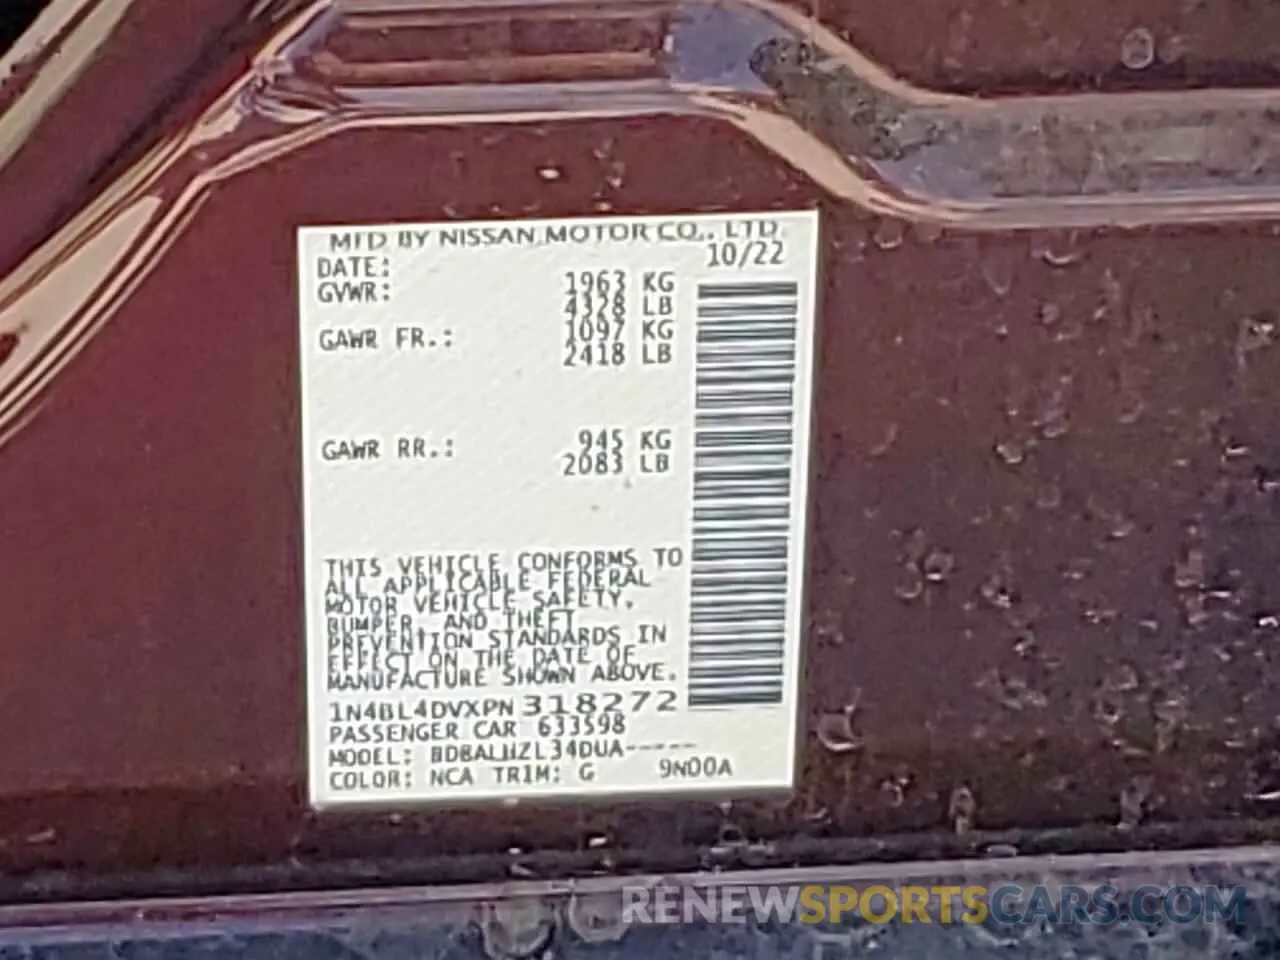 MFD BY NISSAN MOTOR CO., LTD.
DATE: 10/22
GVWR: 1963 KG
4328 LB
GAWR FR.: 1097 KG
2418 LB
GAWR RR.: 945 KG
2083 LB
THIS VEHICLE CONFORMS TO
ALL APPLICABLE FEDERAL
MOTOR VEHICLE SAFETY,
BUMPER, AND THEFT
PREVENTION STANDARDS IN
EFFECT ON THE DATE OF
MANUFACTURE SHOWN ABOVE.
1N4BL4DVXPN318272
PASSENGER CAR 633598
MODEL: BDBALHZL34DUA-----
COLOR: NCA TRIM: G 9N00A
RENEWSPORTSCARS.COM